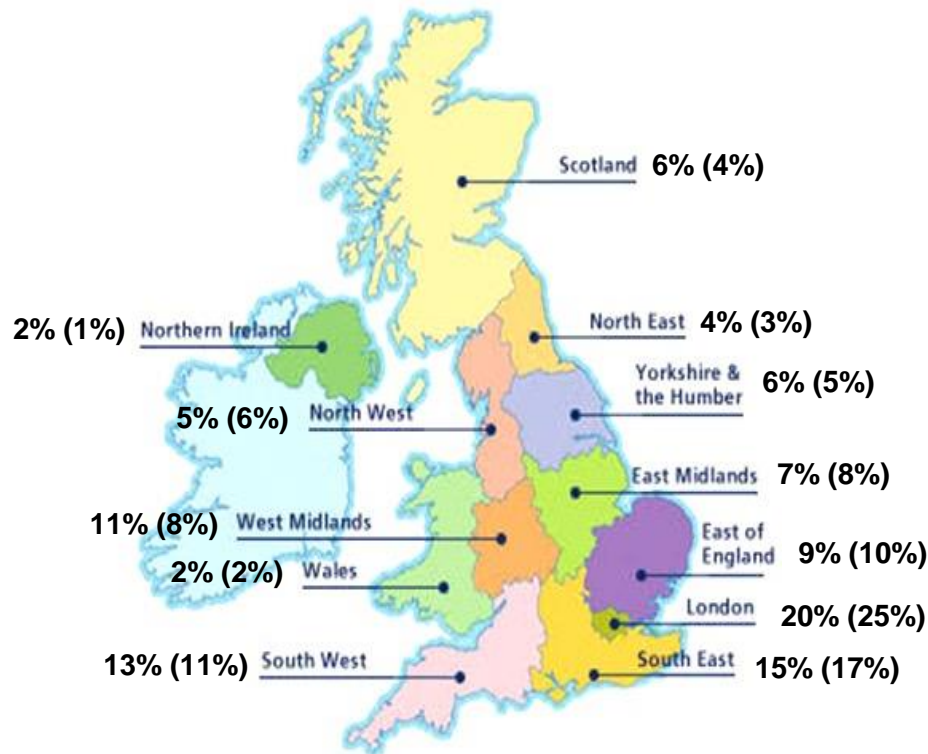 Scotland 6% (4%)
2% (1%) Northern Ireland
North East 4% (3%)
Yorkshire &
the Humber 6% (5%)
5% (6%) North West
East Midlands 7% (8%)
11% (8%) West Midlands
East of
England 9% (10%)
2% (2%) Wales
London 20% (25%)
13% (11%) South West
South East 15% (17%)